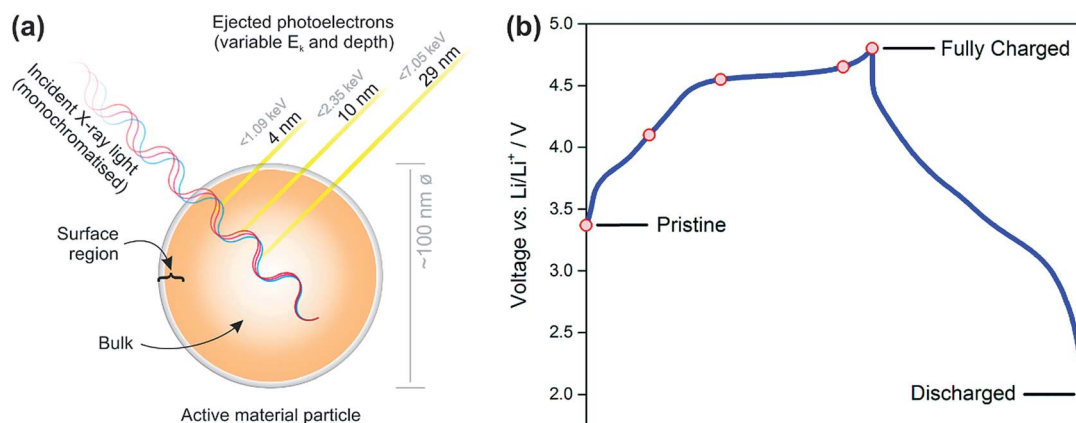 (a)
Ejected photoelectrons
(variable Eₖ and depth)
Incident X-ray light
(monochromatised)
<1.09 keV
4 nm
<2.35 keV
10 nm
<7.05 keV
29 nm
~100 nm ø
Surface
region
Bulk
Active material particle
(b)
Voltage vs. Li/Li⁺ / V
5.0
4.5
4.0
3.5
3.0
2.5
2.0
Fully Charged
Pristine
Discharged